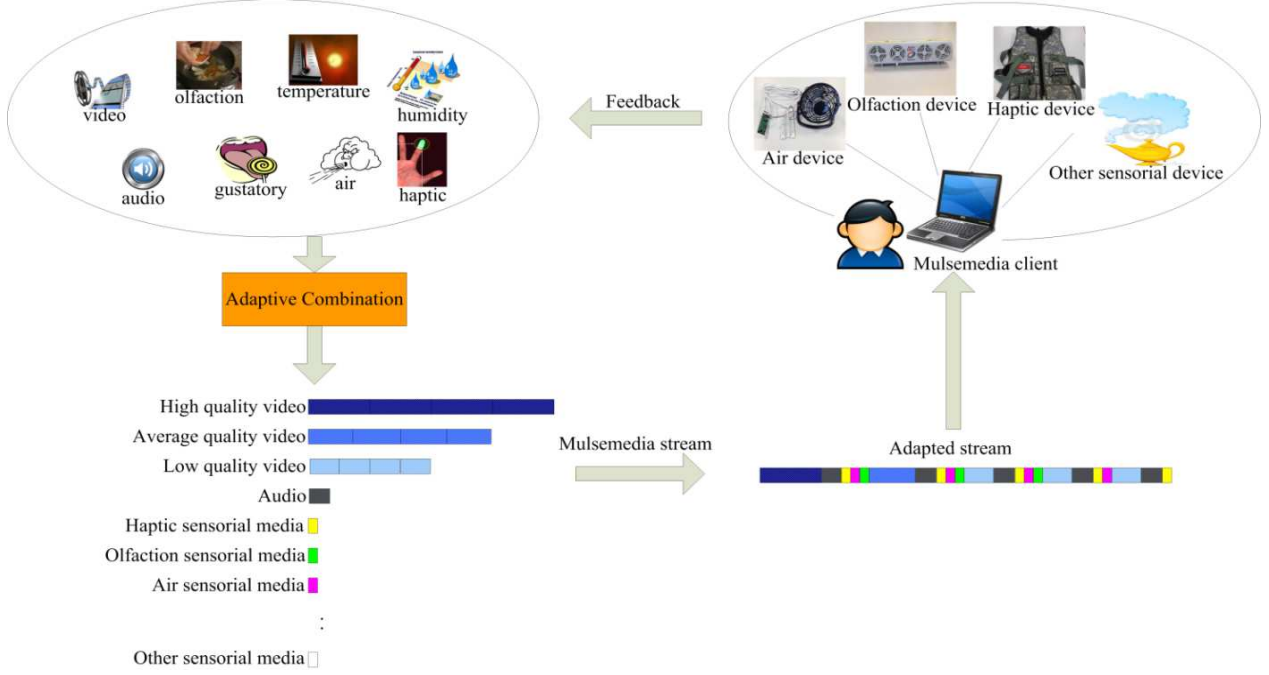 olfaction
temperature
video
humidity
audio
gustatory
air
haptic
Feedback
Olfaction device
Haptic device
Air device
Other sensorial device
Mulsemedia client
Adaptive Combination
High quality video
Average quality video
Low quality video
Audio
Haptic sensorial media
Olfaction sensorial media
Air sensorial media
:
Other sensorial media
Mulsemedia stream
Adapted stream